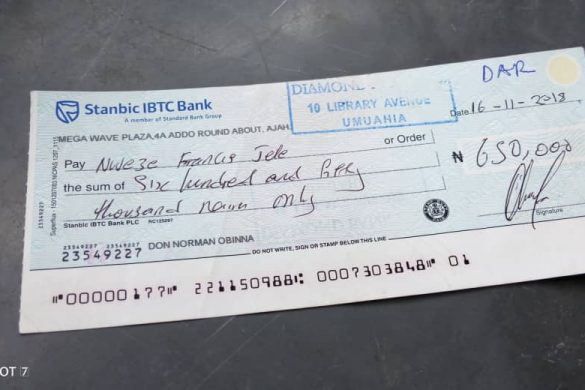 DAR
Stanbic IBTC Bank
A member of Standard Bank Group
DIAMOND
10 LIBRARY AVENUE
UMUAHIA
Date 16-11-2018
MEGA WAVE PLAZA,4A ADDO ROUND ABOUT, AJAH
Pay Nweze Francis Jele or Order
the sum of Six hundred and fifty ₦ 650,000
thousand naira only
Stanbic IBTC Bank PLC
Signature
23549227 23549227
23549227 DON NORMAN OBINNA
DO NOT WRITE, SIGN OR STAMP BELOW THIS LINE
23549227
⑈00000177⑈ 221150988⑆ 0007303848⑈ 01
OT 7